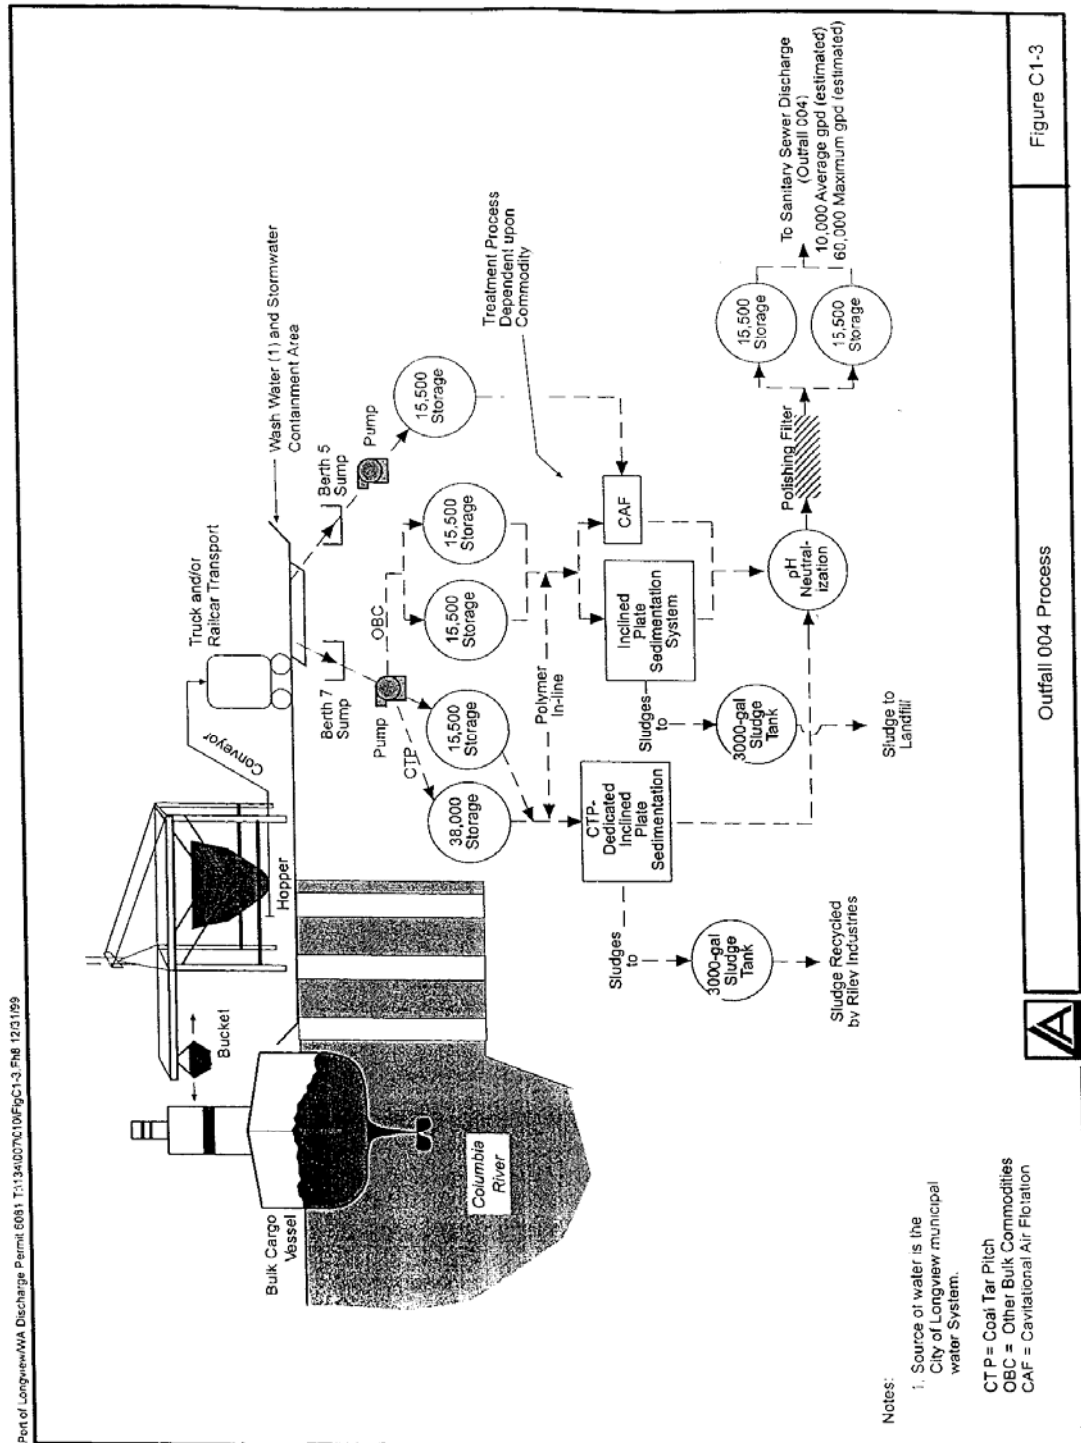 Port of Longview/WA Discharge Permit 6081 T:\134\007\010\FigC1-3.Fh8 12/31/99
Bulk Cargo
Vessel
Bucket
Hopper
Conveyor
Truck and/or
Railcar Transport
Wash Water (1) and Stormwater
Containment Area
Columbia
River
Berth 7
Sump
Berth 5
Sump
Pump
Pump
CTP
OBC
38,000
Storage
15,500
Storage
15,500
Storage
15,500
Storage
15,500
Storage
Polymer
In-line
Treatment Process
Dependent upon
Commodity
CTP-
Dedicated
Inclined
Plate
Sedimentation
Inclined
Plate
Sedimentation
System
CAF
Sludges
to
Sludges
to
3000-gal
Sludge
Tank
3000-gal
Sludge
Tank
Sludge Recycled
by Riley Industries
Sludge to
Landfill
pH
Neutral-
ization
Polishing Filter
15,500
Storage
15,500
Storage
To Sanitary Sewer Discharge
(Outfall 004)
10,000 Average gpd (estimated)
60,000 Maximum gpd (estimated)
Notes:
1. Source of water is the
City of Longview municipal
water System.
CTP = Coal Tar Pitch
OBC = Other Bulk Commodities
CAF = Cavitational Air Flotation
Outfall 004 Process
Figure C1-3